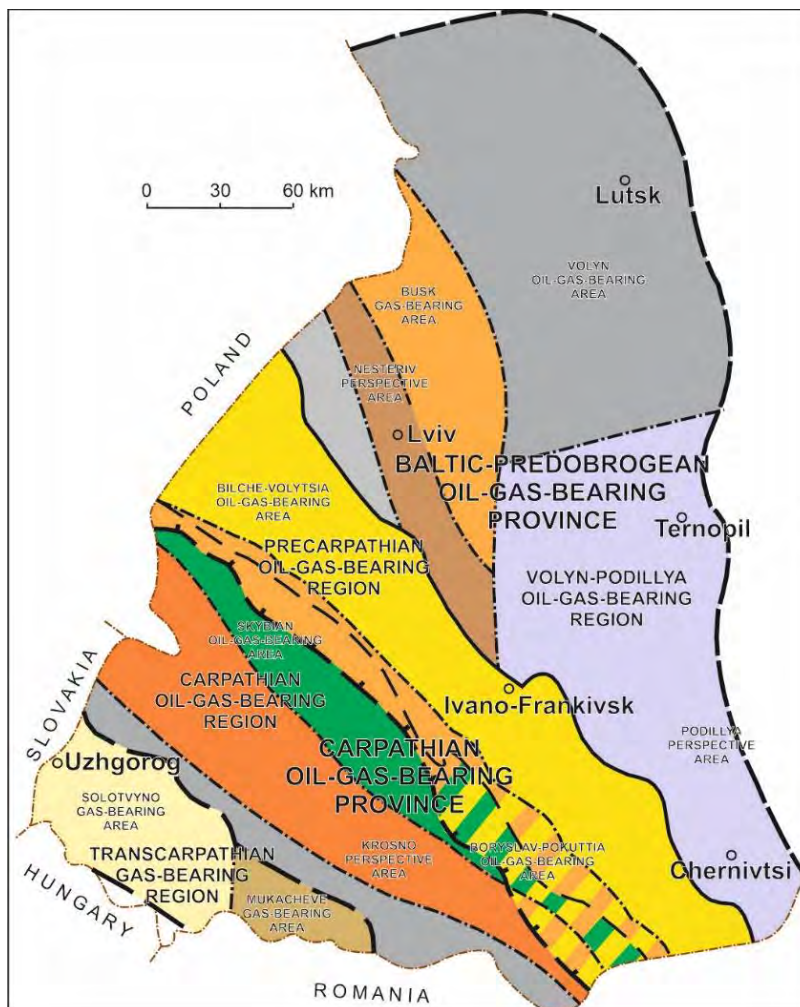 0 30 60 km
Lutsk
VOLYN
OIL-GAS-BEARING
AREA
BUSK
GAS-BEARING
AREA
POLAND
NESTERIV
PERSPECTIVE
AREA
Lviv
BALTIC-PREDOBROGEAN
OIL-GAS-BEARING
PROVINCE
BILCHE-VOLYTSIA
OIL-GAS-BEARING
AREA
Ternopil
PRECARPATHIAN
OIL-GAS-BEARING
REGION
VOLYN-PODILLYA
OIL-GAS-BEARING
REGION
SKYBIAN
OIL-GAS-BEARING
AREA
SLOVAKIA
CARPATHIAN
OIL-GAS-BEARING
REGION
Ivano-Frankivsk
CARPATHIAN
OIL-GAS-BEARING
PROVINCE
PODILLYA
PERSPECTIVE
AREA
Uzhgorog
SOLOTVYNO
GAS-BEARING
AREA
KROSNO
PERSPECTIVE
AREA
BORYSLAV-POKUTTIA
OIL-GAS-BEARING
AREA
Chernivtsi
TRANSCARPATHIAN
GAS-BEARING
REGION
HUNGARY
MUKACHEVE
GAS-BEARING
AREA
ROMANIA